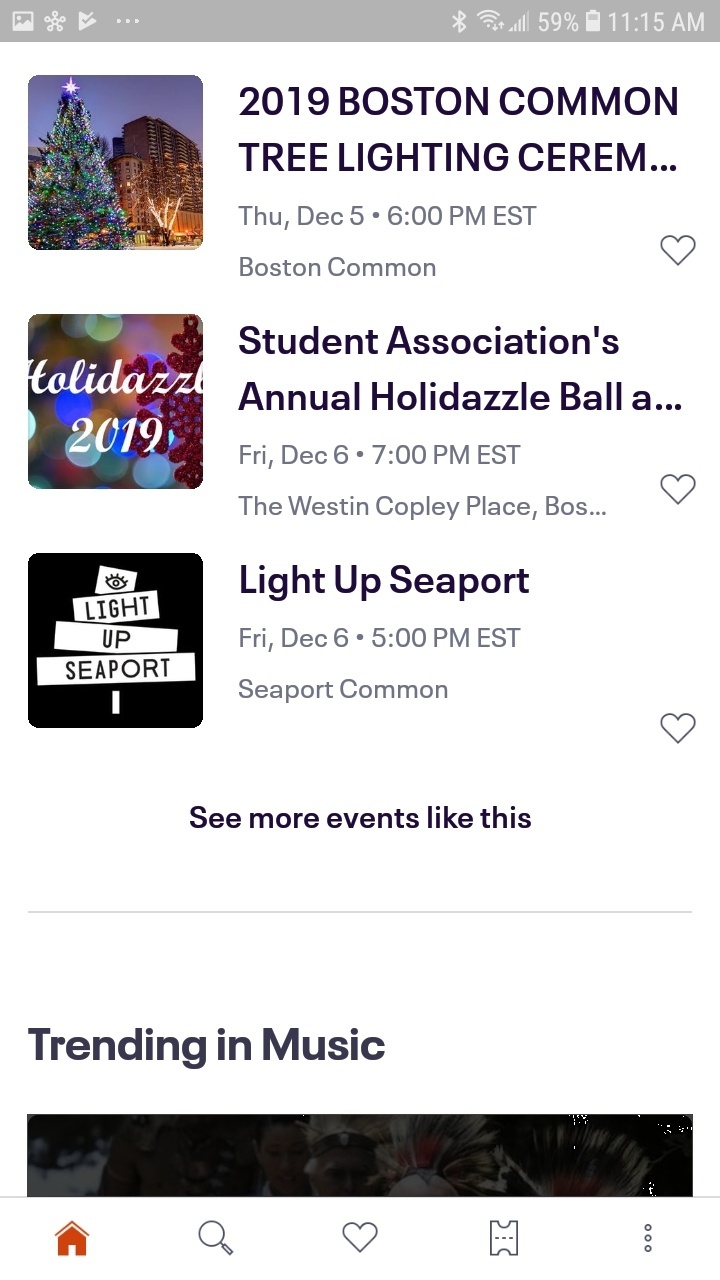 59% 11:15 AM
2019 BOSTON COMMON
TREE LIGHTING CEREM...
Thu, Dec 5 • 6:00 PM EST
Boston Common
Holidazzl
2019
Student Association's
Annual Holidazzle Ball a...
Fri, Dec 6 • 7:00 PM EST
The Westin Copley Place, Bos...
LIGHT
UP
SEAPORT
Light Up Seaport
Fri, Dec 6 • 5:00 PM EST
Seaport Common
See more events like this
Trending in Music